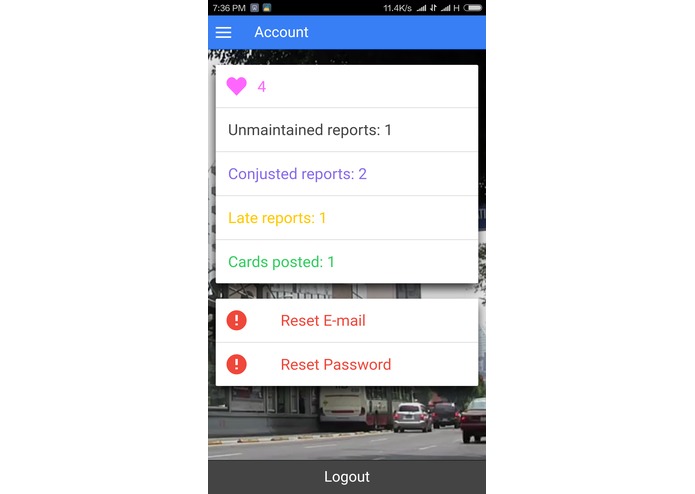 7:36 PM 11.4K/s H
Account
4
Unmaintained reports: 1
Conjusted reports: 2
Late reports: 1
Cards posted: 1
Reset E-mail
Reset Password
Logout